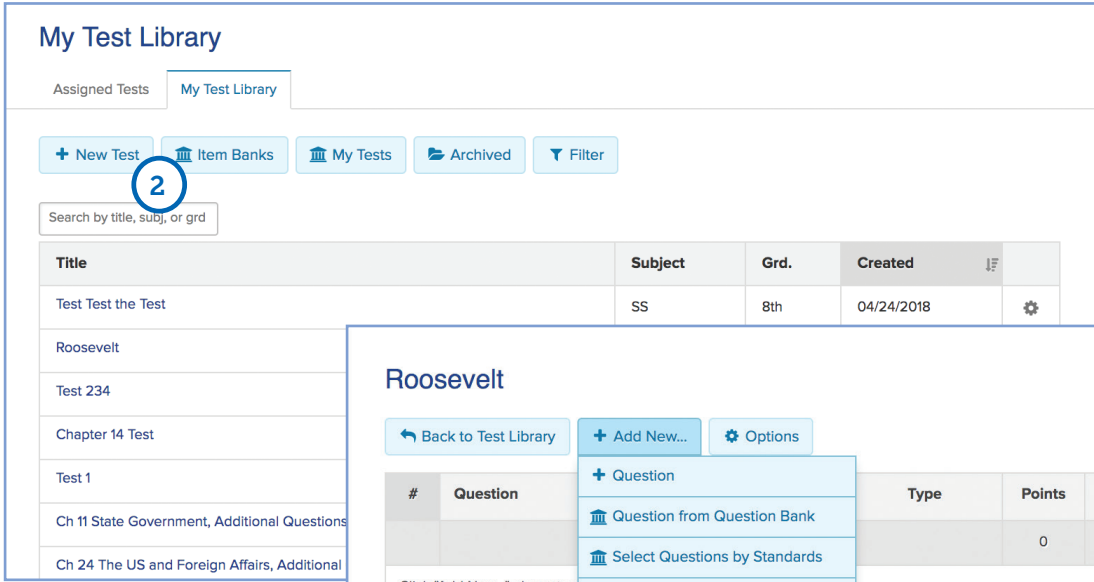 My Test Library
Assigned Tests My Test Library
New Test Item Banks My Tests Archived Filter
2
Search by title, subj, or grd
Title Subject Grd. Created
Test Test the Test SS 8th 04/24/2018
Roosevelt
Test 234
Chapter 14 Test
Test 1
Ch 11 State Government, Additional Questions
Ch 24 The US and Foreign Affairs, Additional
Roosevelt
Back to Test Library Add New... Options
# Question Type Points
Question
Question from Question Bank
0
Select Questions by Standards